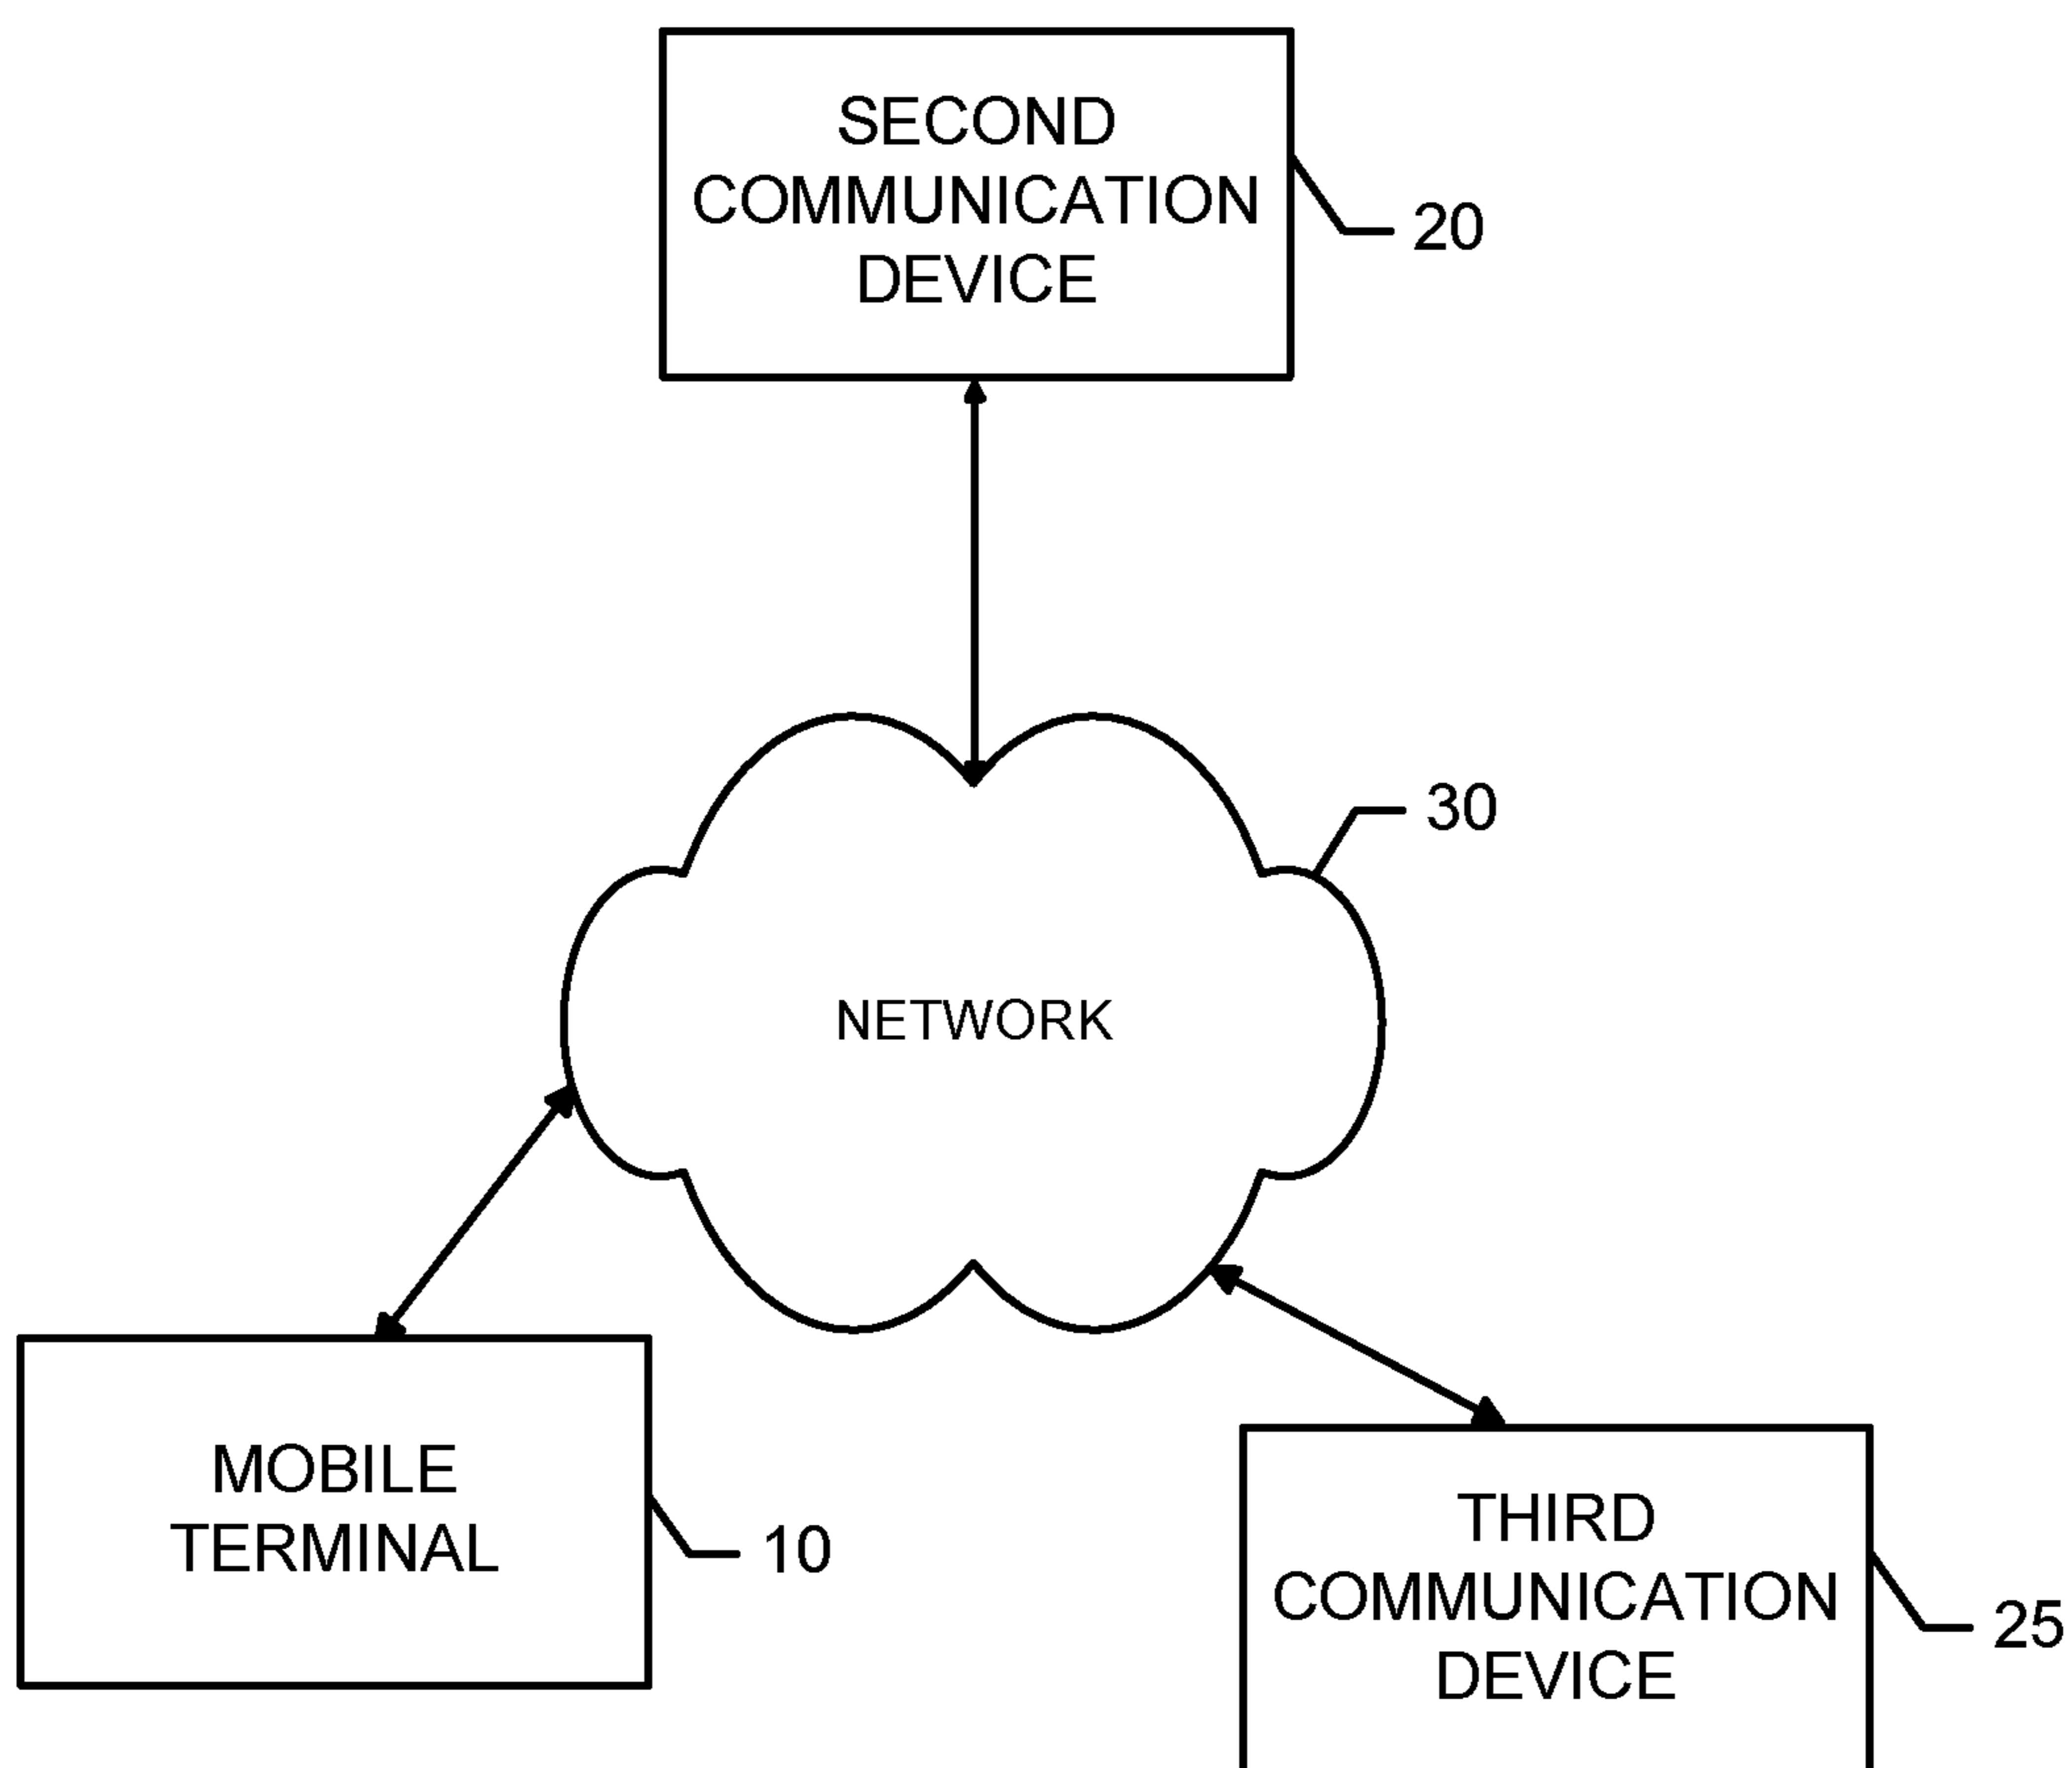 SECOND
COMMUNICATION
DEVICE
20
30
NETWORK
MOBILE
TERMINAL
10
THIRD
COMMUNICATION
DEVICE
25